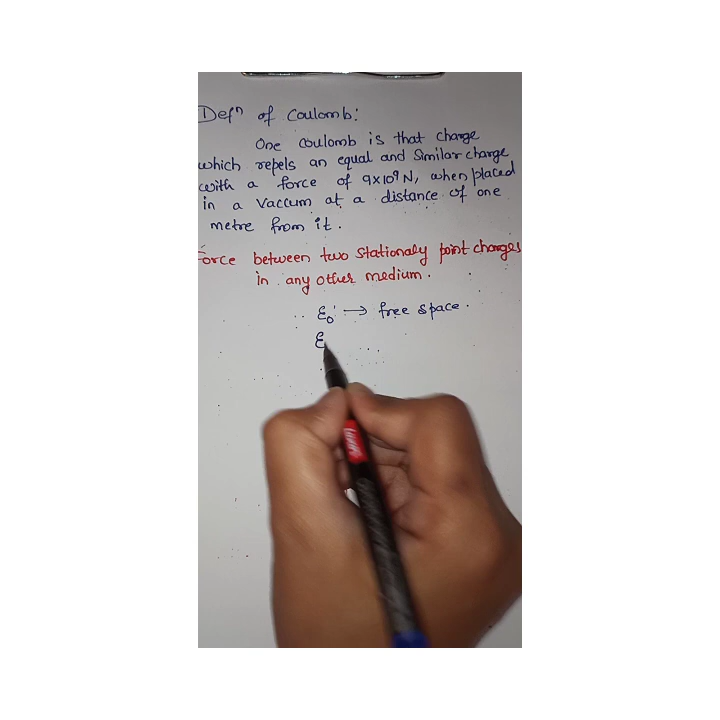 Defⁿ of Coulomb:
One coulomb is that charge
which repels an equal and Similar charge
with a force of 9x10⁹ N, when placed
in a Vaccum at a distance of one
metre from it.
Force between two Stationary point charges
in any other medium.
ε₀ → free space.
ε